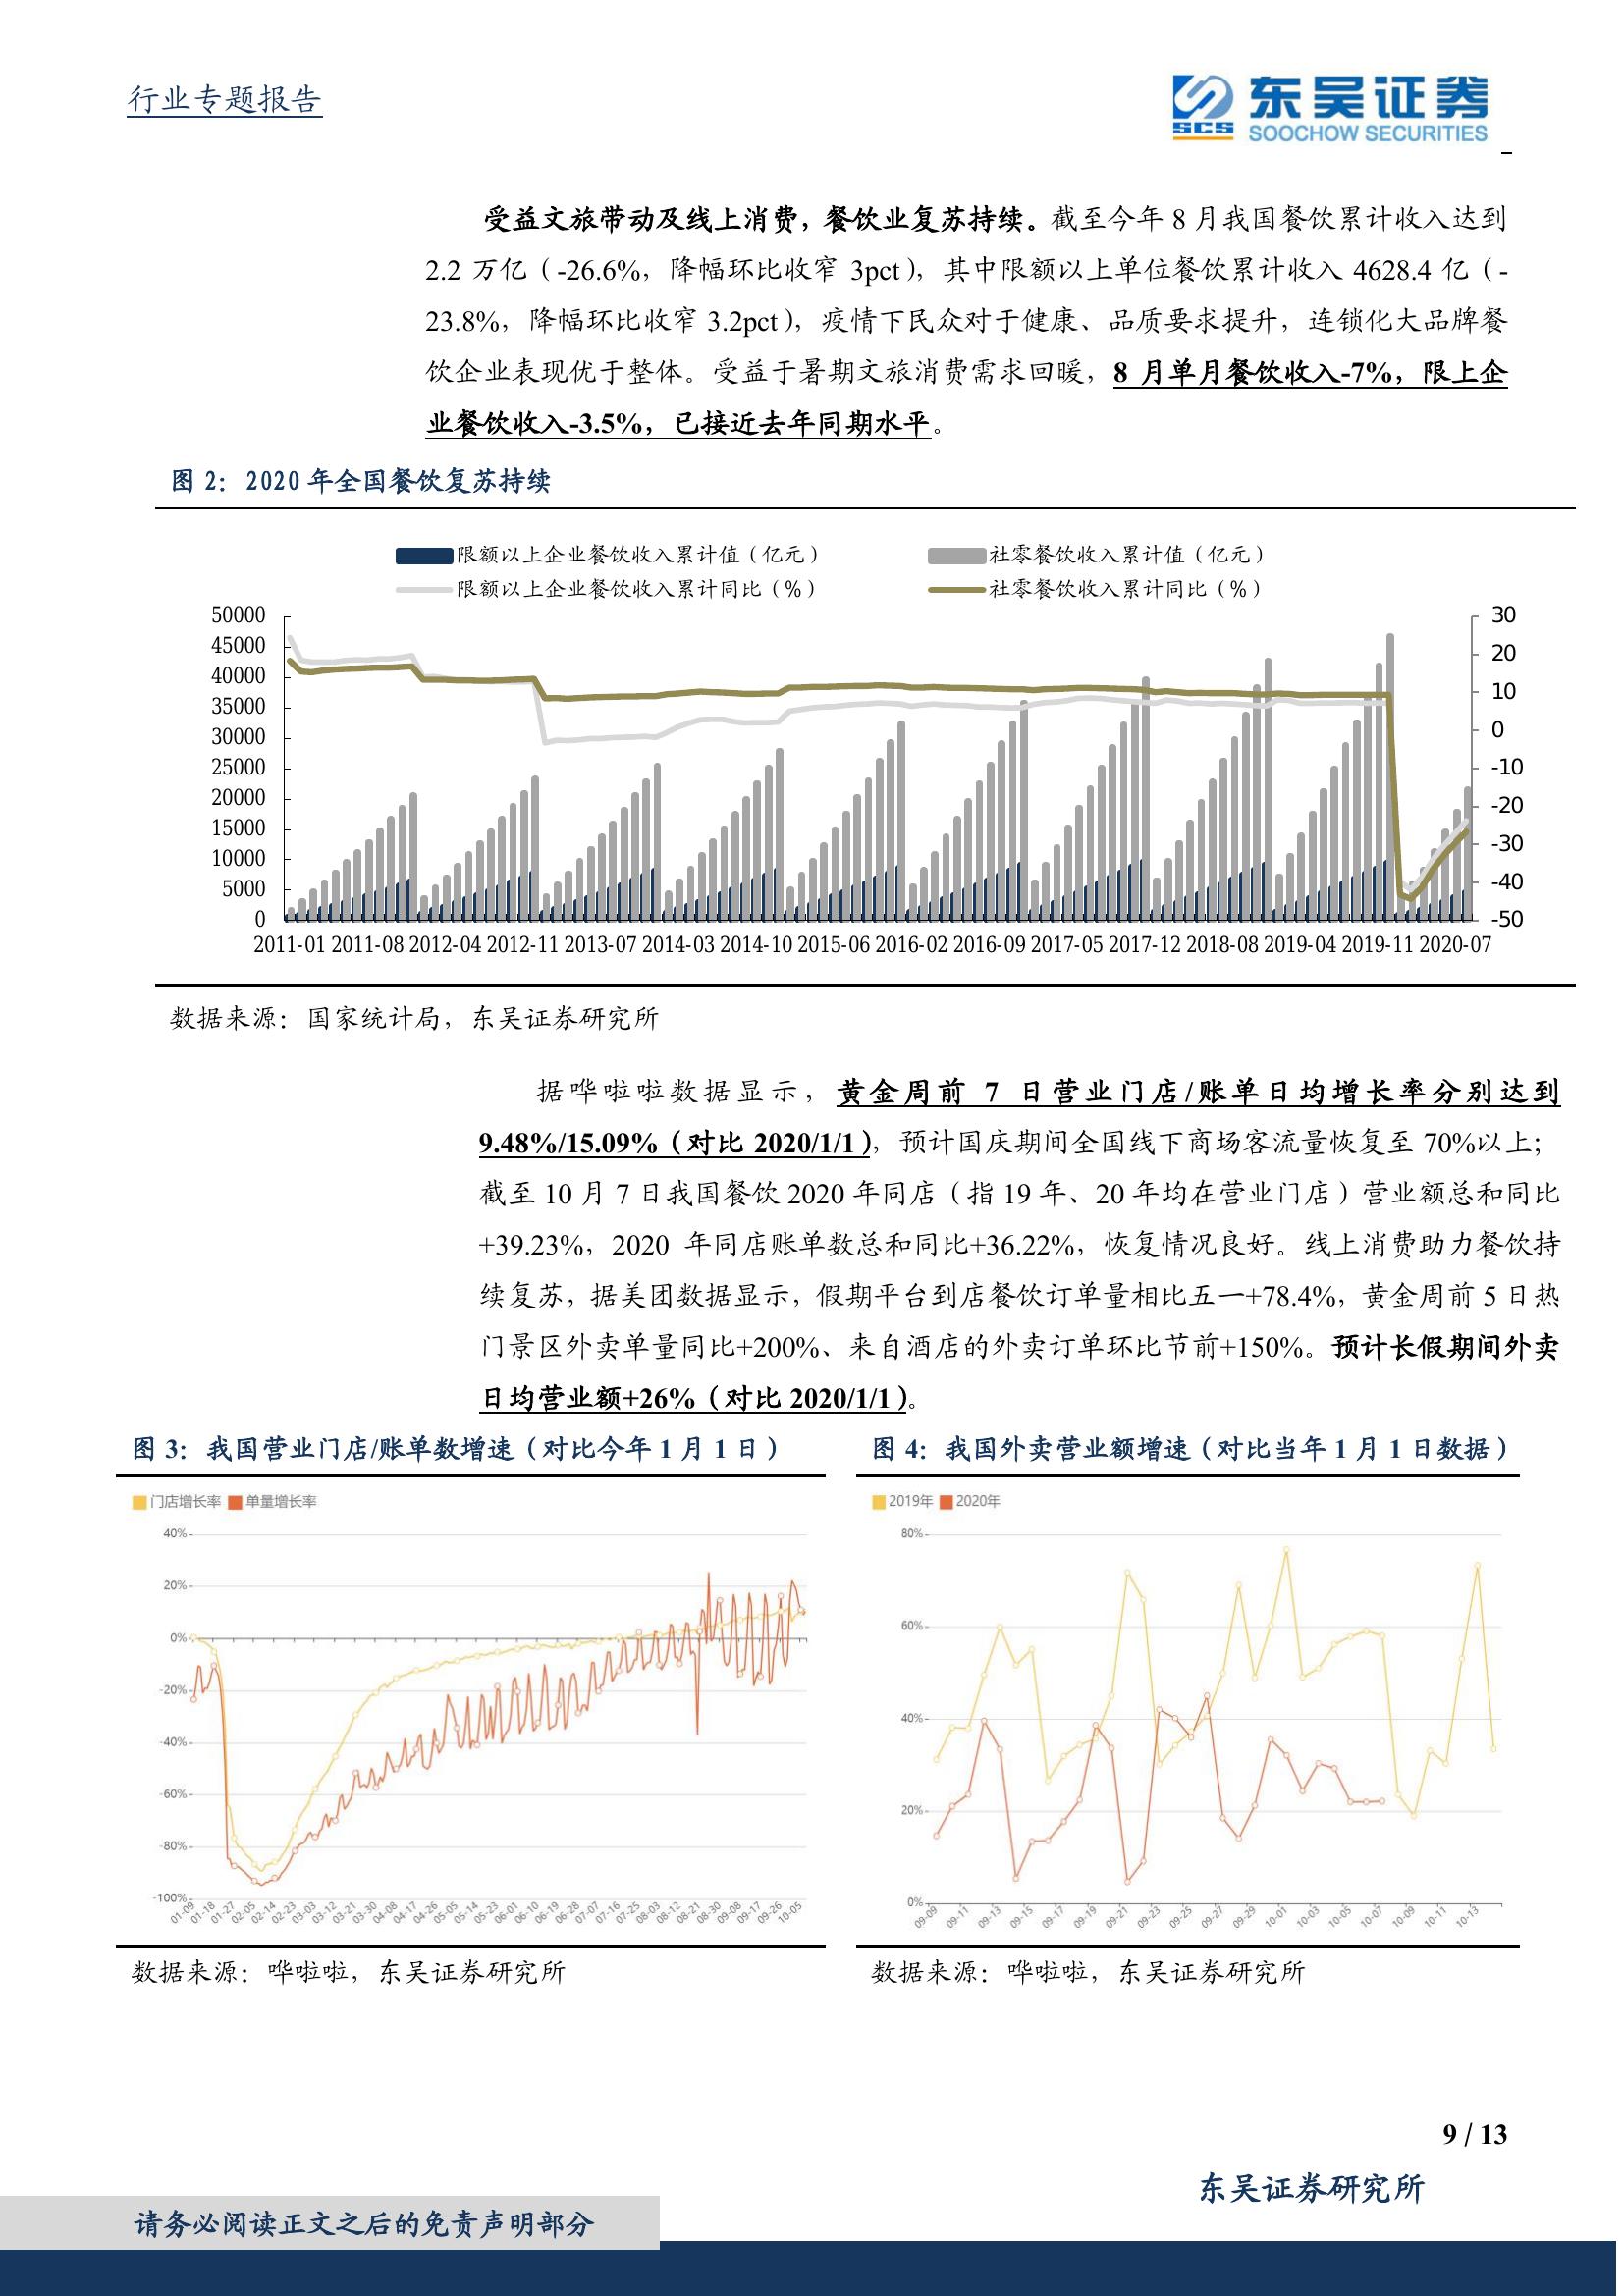 行业专题报告
东吴证券
SCS
SOOCHOW SECURITIES
受益文旅带动及线上消费，餐饮业复苏持续。截至今年 8 月我国餐饮累计收入达到
2.2 万亿（-26.6%，降幅环比收窄 3pct），其中限额以上单位餐饮累计收入 4628.4 亿（-
23.8%，降幅环比收窄 3.2pct），疫情下民众对于健康、品质要求提升，连锁化大品牌餐
饮企业表现优于整体。受益于暑期文旅消费需求回暖，8 月单月餐饮收入-7%，限上企
业餐饮收入-3.5%，已接近去年同期水平。
图 2：2020 年全国餐饮复苏持续
限额以上企业餐饮收入累计值（亿元） 社零餐饮收入累计值（亿元）
限额以上企业餐饮收入累计同比（%） 社零餐饮收入累计同比（%）
50000 30
45000
40000 20
35000 10
30000 0
25000 -10
20000 -20
15000
10000 -30
5000 -40
0 -50
2011-01 2011-08 2012-04 2012-11 2013-07 2014-03 2014-10 2015-06 2016-02 2016-09 2017-05 2017-12 2018-08 2019-04 2019-11 2020-07
数据来源：国家统计局，东吴证券研究所
据哗啦啦数据显示，黄金周前 7 日营业门店/账单日均增长率分别达到
9.48%/15.09%（对比 2020/1/1），预计国庆期间全国线下商场客流量恢复至 70%以上；
截至 10 月 7 日我国餐饮 2020 年同店（指 19 年、20 年均在营业门店）营业额总和同比
+39.23%，2020 年同店账单数总和同比+36.22%，恢复情况良好。线上消费助力餐饮持
续复苏，据美团数据显示，假期平台到店餐饮订单量相比五一+78.4%，黄金周前 5 日热
门景区外卖单量同比+200%、来自酒店的外卖订单环比节前+150%。预计长假期间外卖
日均营业额+26%（对比 2020/1/1）。
图 3：我国营业门店/账单数增速（对比今年 1 月 1 日）
门店增长率 单量增长率
40%
20%
0%
-20%
-40%
-60%
-80%
-100%
01-09 01-18 01-27 02-05 02-14 02-23 03-03 03-12 03-21 03-30 04-08 04-17 04-26 05-05 05-14 05-23 06-01 06-10 06-19 06-28 07-07 07-16 07-25 08-03 08-12 08-21 08-30 09-08 09-17 09-26 10-05
数据来源：哗啦啦，东吴证券研究所
图 4：我国外卖营业额增速（对比当年 1 月 1 日数据）
2019年 2020年
80%
60%
40%
20%
0%
09-09 09-11 09-13 09-15 09-17 09-19 09-21 09-23 09-25 09-27 09-29 10-01 10-03 10-05 10-07 10-09 10-11 10-13
数据来源：哗啦啦，东吴证券研究所
9 / 13
东吴证券研究所
请务必阅读正文之后的免责声明部分